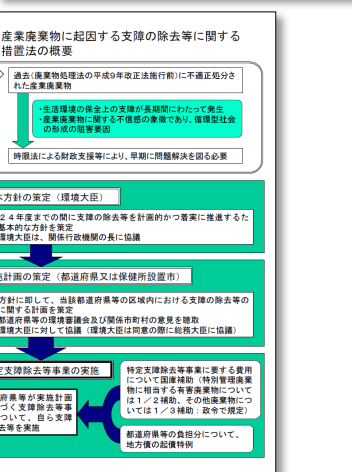 産業廃棄物に起因する支障の除去等に関する
措置法の概要
過去(廃棄物処理法の平成9年改正法施行前)に不適正処分さ
れた産業廃棄物
・生活環境の保全上の支障が長期間にわたって発生
・産業廃棄物に関する不信感の象徴であり、循環型社会
の形成の阻害要因
時限法による財政支援等により、早期に問題解決を図る必要
方針の策定(環境大臣)
24年度までの間に支障の除去等を計画的かつ着実に推進するた
基本的な方針を策定
環境大臣は、関係行政機関の長に協議
施計画の策定(都道府県又は保健所設置市)
方針に即して、当該都道府県等の区域内における支障の除去等の
に関する計画を策定
都道府県等の環境審議会及び関係市町村の意見を聴取
環境大臣に対して協議(環境大臣は同意の際に総務大臣に協議)
定支障除去等事業の実施
府県等が実施計画
づく支障除去等事
ついて、自ら支障
去等を実施
特定支障除去等事業に要する費用
について国庫補助(特別管理廃棄
物に相当する有害廃棄物について
は1/2補助、その他廃棄物につ
いては1/3補助:政令で規定)
都道府県等の負担分について、
地方債の起債特例